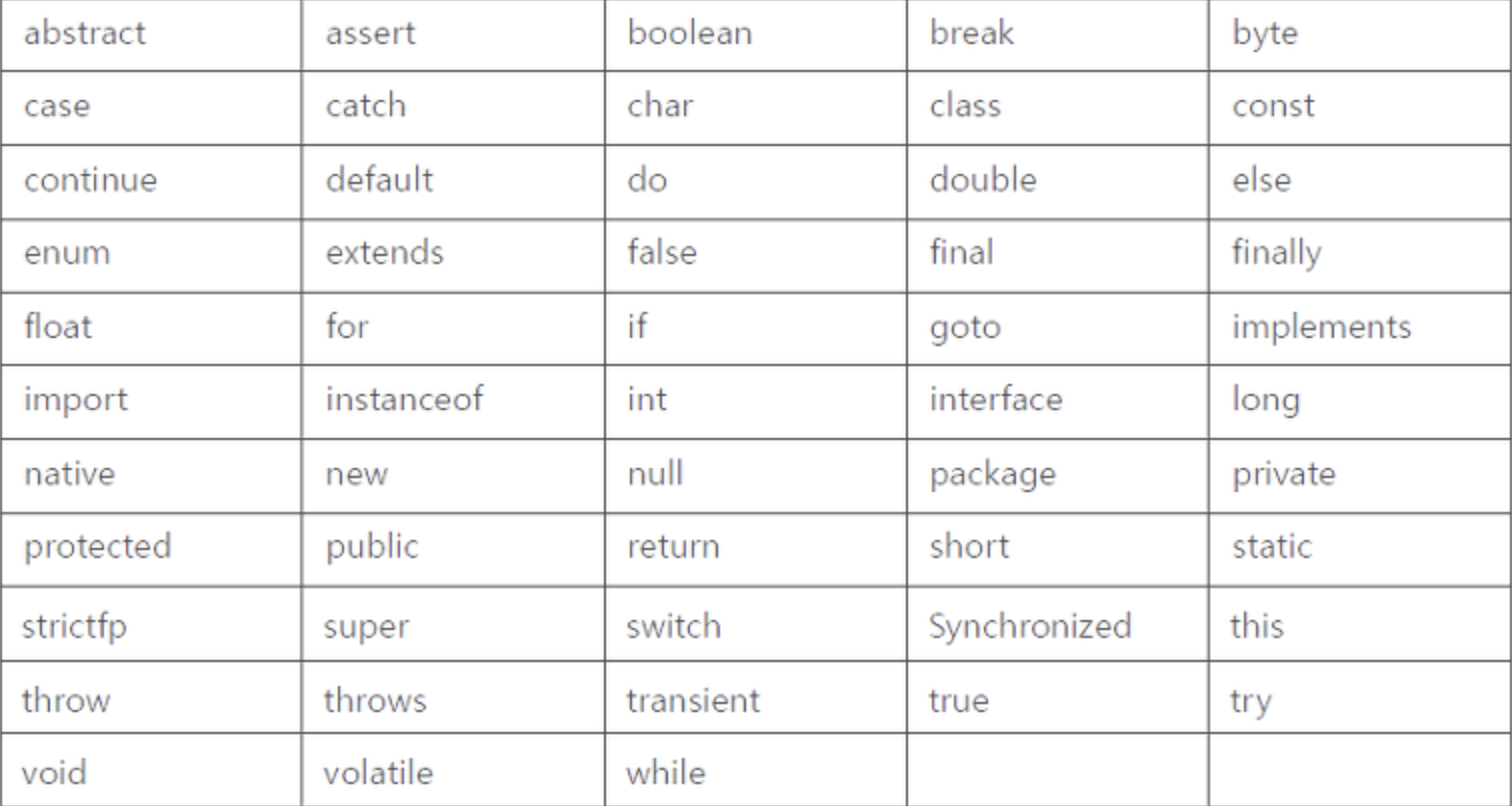 abstract assert boolean break byte
case catch char class const
continue default do double else
enum extends false final finally
float for if goto implements
import instanceof int interface long
native new null package private
protected public return short static
strictfp super switch Synchronized this
throw throws transient true try
void volatile while